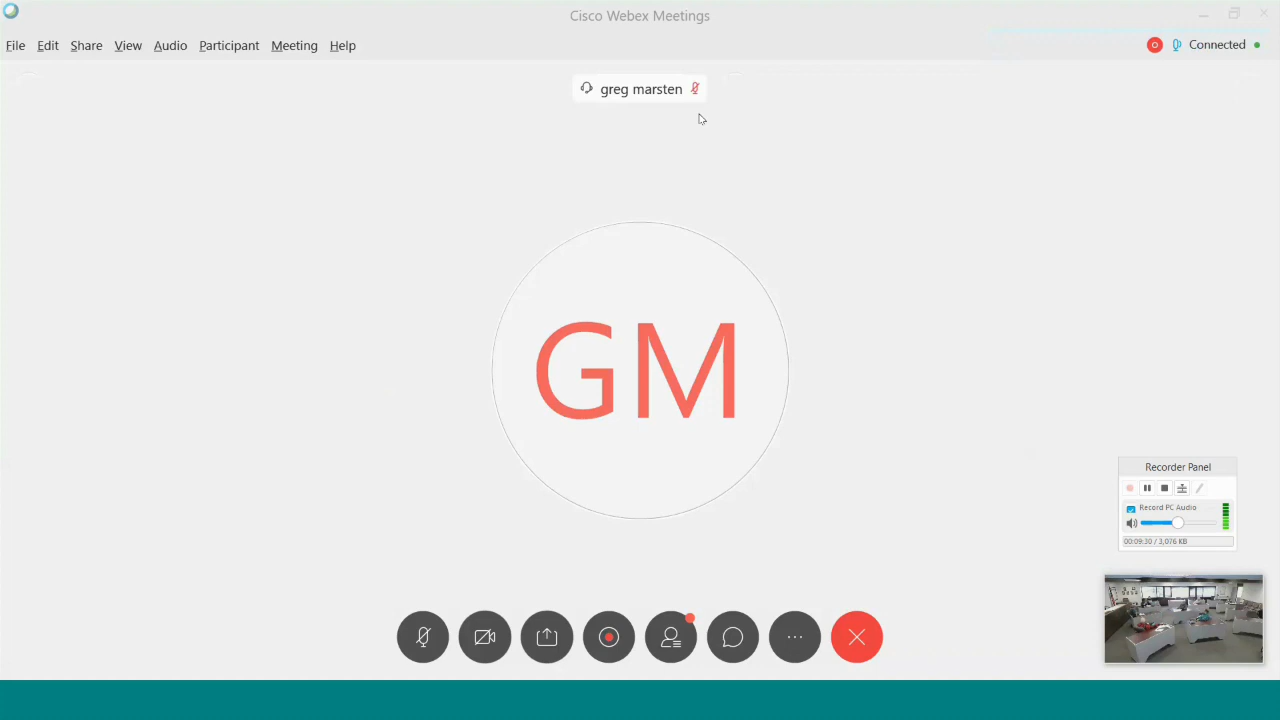 Cisco Webex Meetings
File Edit Share View Audio Participant Meeting Help
Connected
greg marsten
GM
Recorder Panel
Record PC Audio
00:09:30 / 3,076 KB